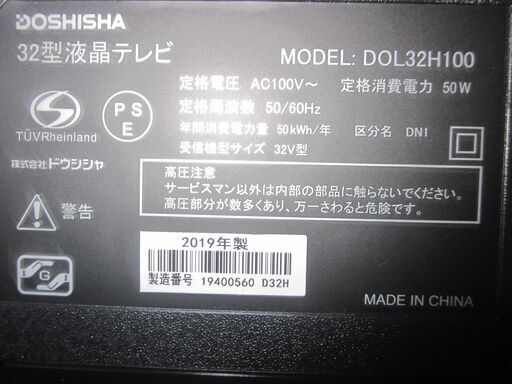 DOSHISHA
32型液晶テレビ
MODEL: DOL32H100
定格電圧 AC100V～ 定格消費電力 50W
定格周波数 50/60Hz
年間消費電力量 50kWh/年 区分名 DN1
受信機型サイズ 32V型
TÜVRheinland
PS
E
株式会社ドウシシャ
高圧注意
サービスマン以外は内部の部品に触らないでください。
高圧部分が数多くあり、万一さわると危険です。
警告
G
2019年製
製造番号 19400560 D32H
MADE IN CHINA